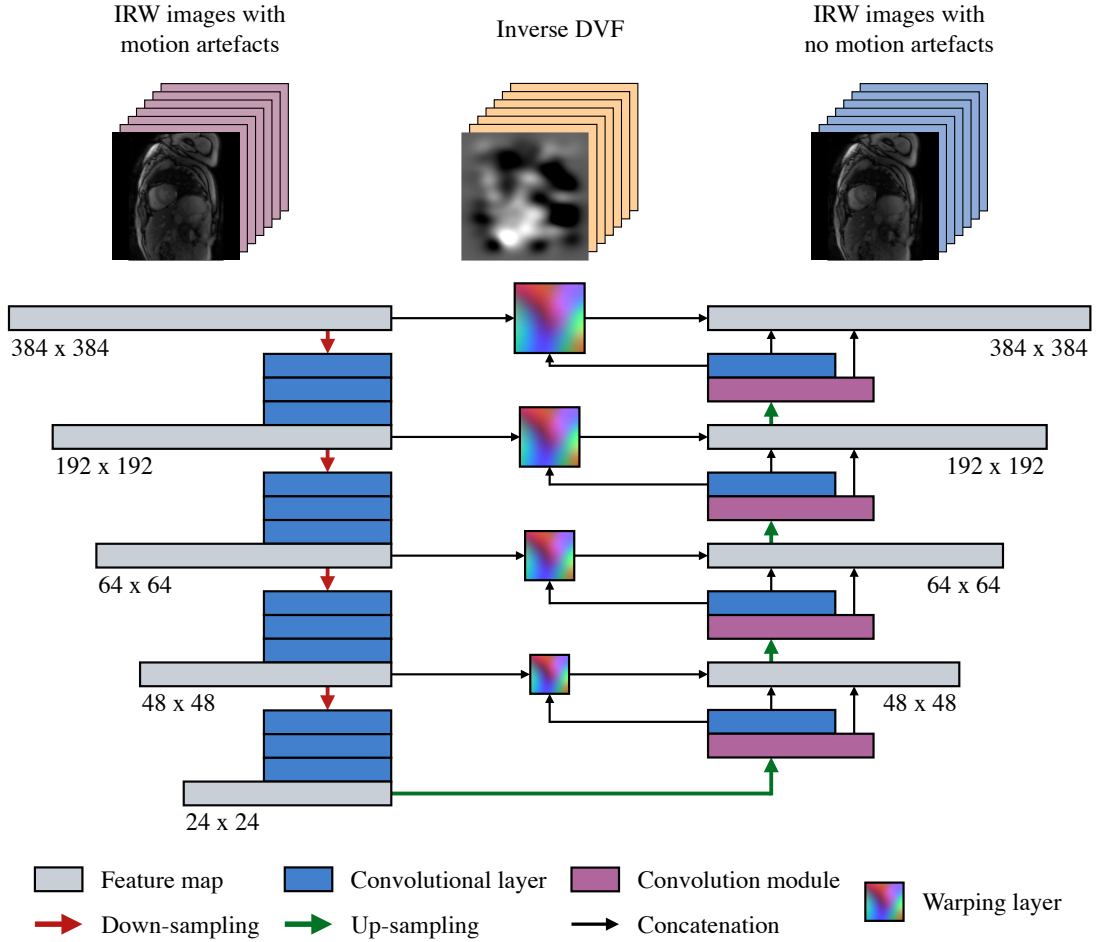 IRW images with
motion artefacts
Inverse DVF
IRW images with
no motion artefacts
384 x 384
384 x 384
192 x 192
192 x 192
64 x 64
64 x 64
48 x 48
48 x 48
24 x 24
Feature map
Convolutional layer
Convolution module
Warping layer
Down-sampling
Up-sampling
Concatenation